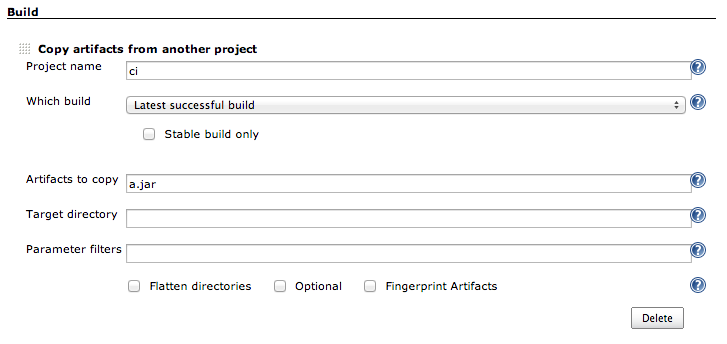 Build
Copy artifacts from another project
Project name ci ?
Which build Latest successful build ?
Stable build only
Artifacts to copy a.jar ?
Target directory ?
Parameter filters ?
Flatten directories Optional Fingerprint Artifacts ?
Delete